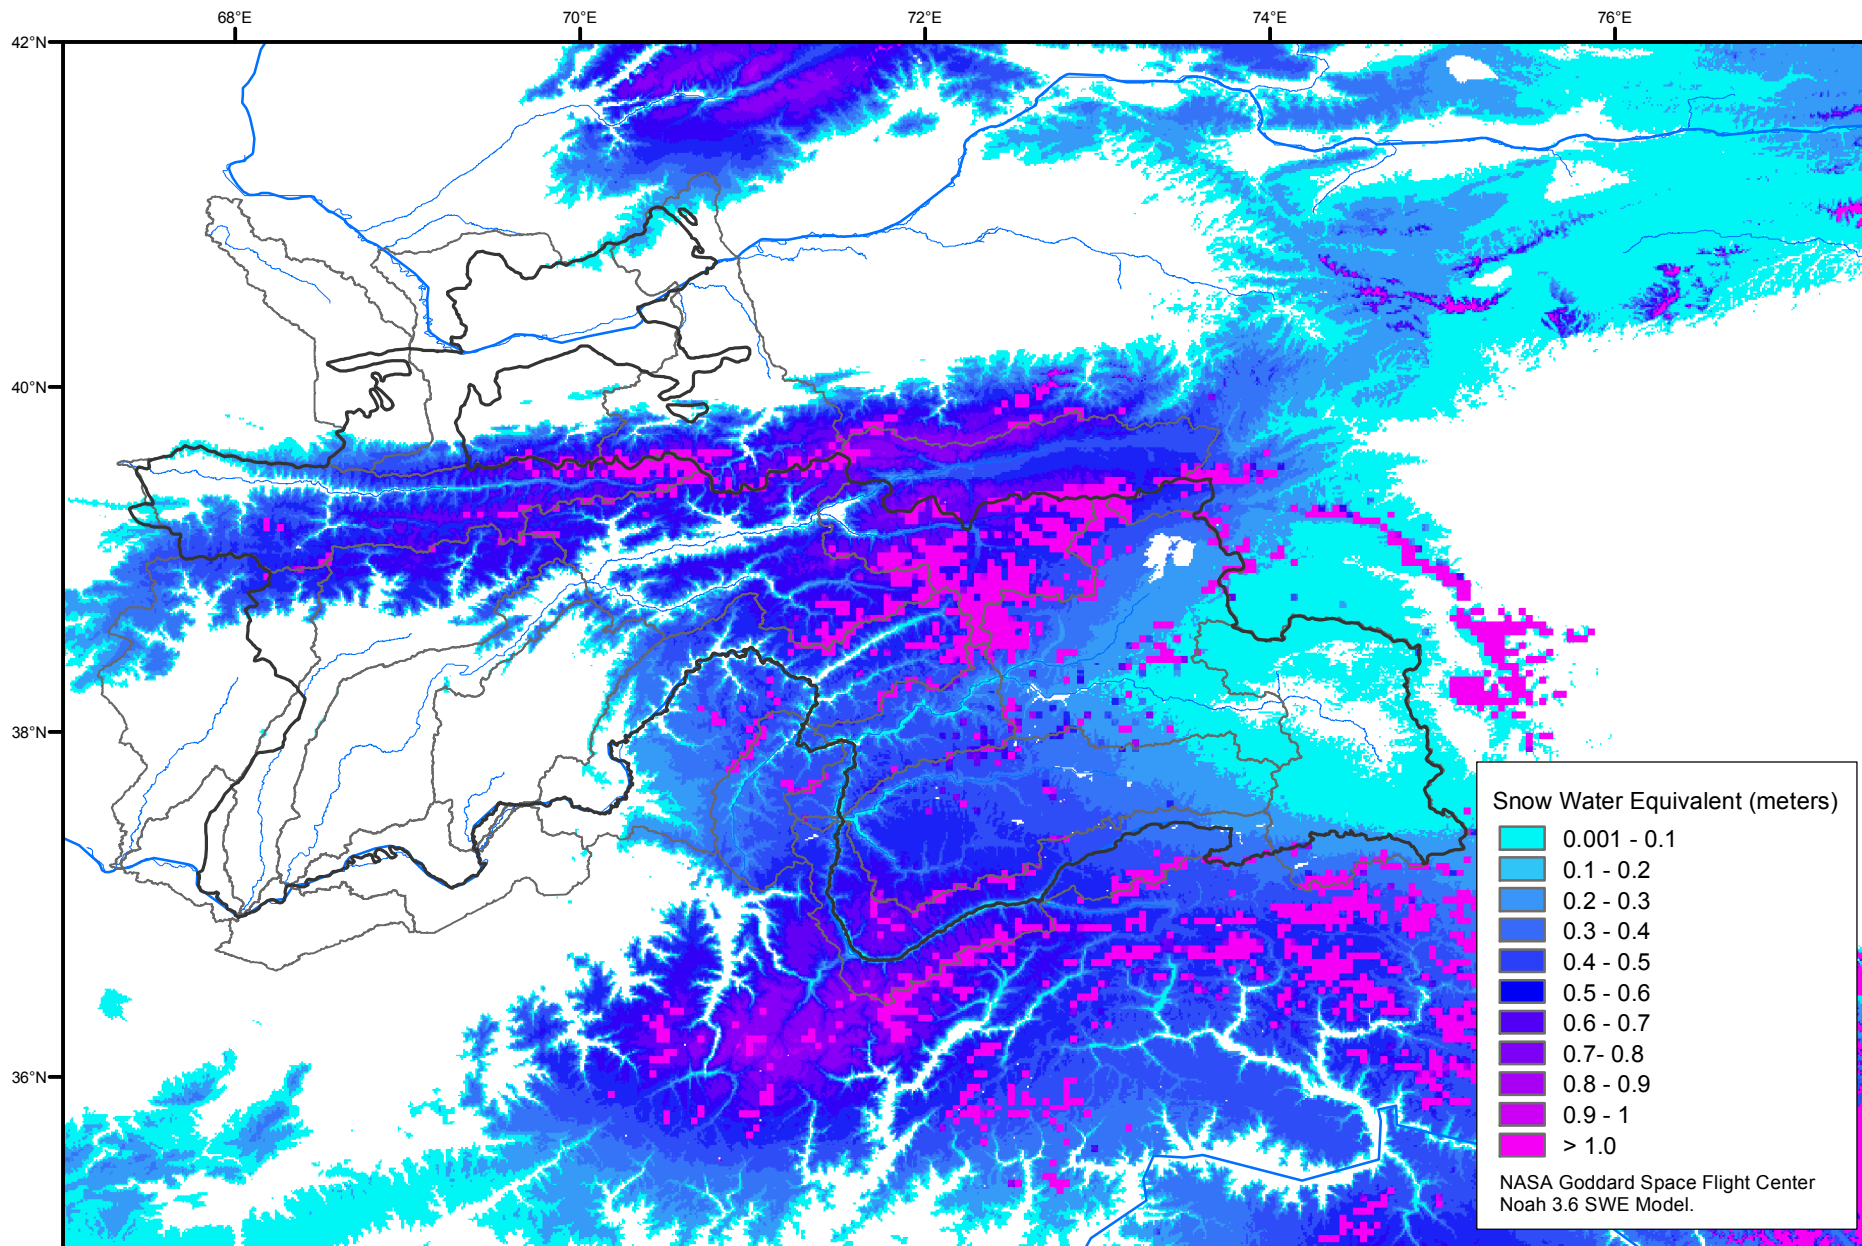 68°E
70°E
72°E
74°E
76°E
42°N
40°N
38°N
36°N
Snow Water Equivalent (meters)
0.001 - 0.1
0.1 - 0.2
0.2 - 0.3
0.3 - 0.4
0.4 - 0.5
0.5 - 0.6
0.6 - 0.7
0.7- 0.8
0.8 - 0.9
0.9 - 1
> 1.0
NASA Goddard Space Flight Center
Noah 3.6 SWE Model.